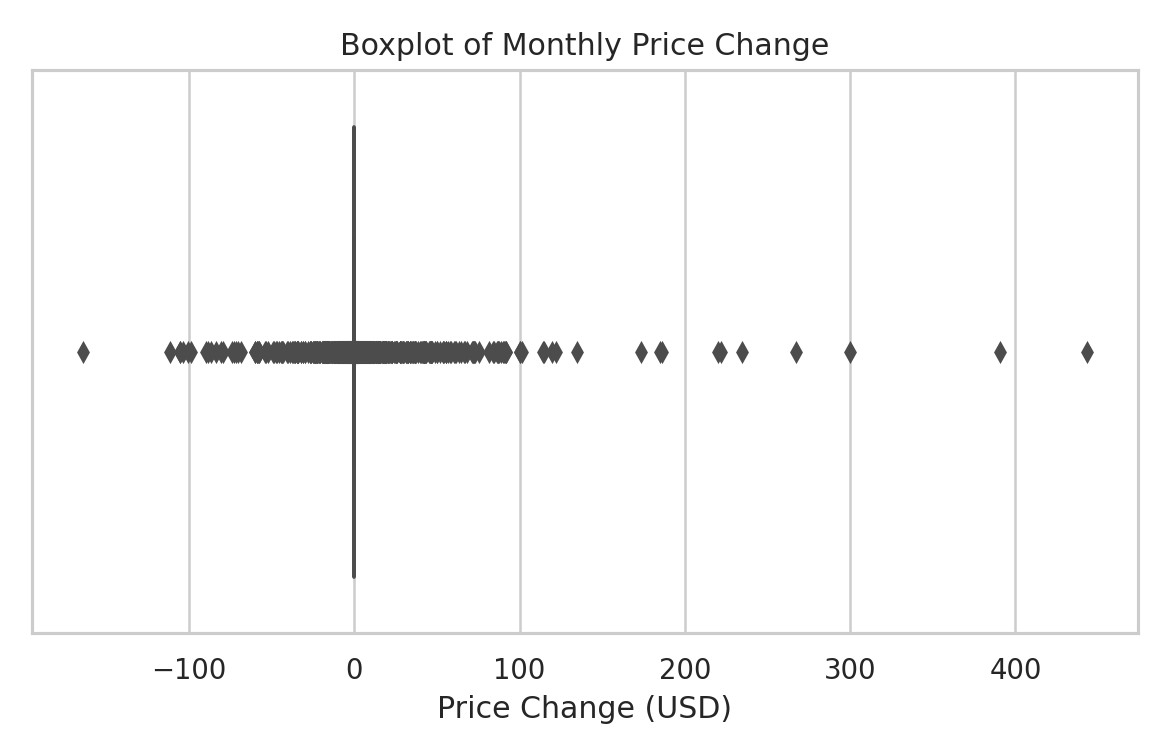 Boxplot of Monthly Price Change
−100 0 100 200 300 400
Price Change (USD)